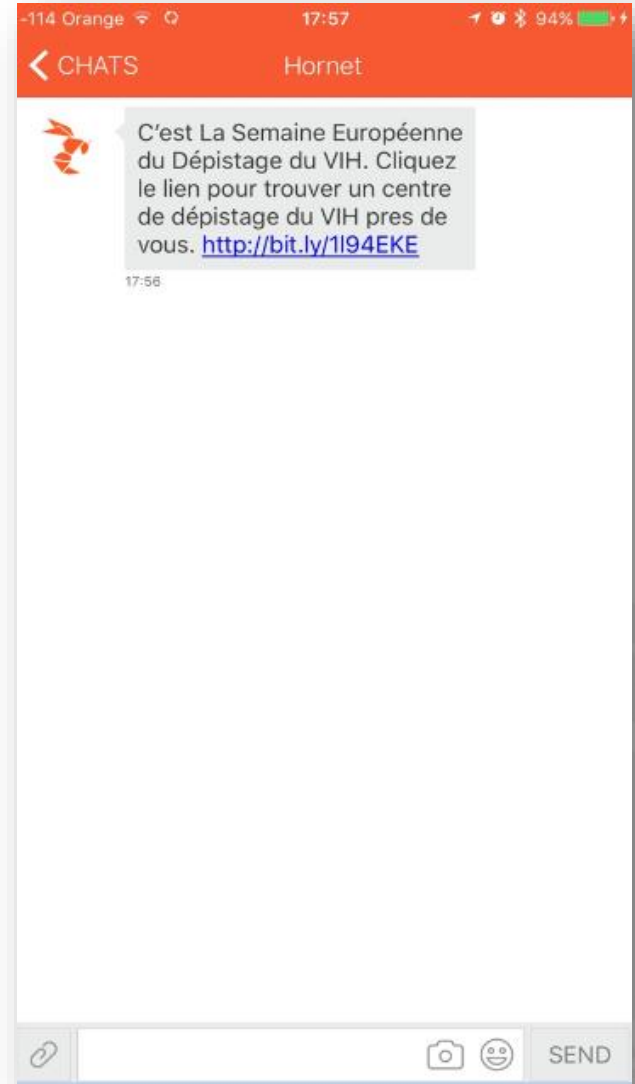 -114 Orange 17:57 94%
CHATS Hornet
C'est La Semaine Européenne
du Dépistage du VIH. Cliquez
le lien pour trouver un centre
de dépistage du VIH pres de
vous. http://bit.ly/1I94EKE
17:56
SEND